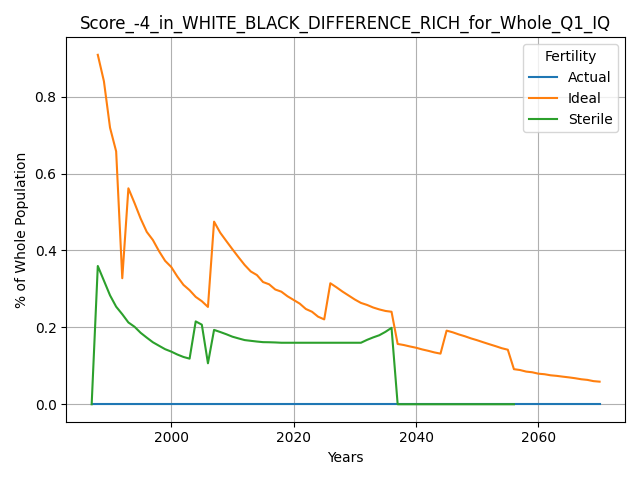 Score_-4_in_WHITE_BLACK_DIFFERENCE_RICH_for_Whole_Q1_IQ
Fertility
Actual
Ideal
Sterile
% of Whole Population
0.8
0.6
0.4
0.2
0.0
2000 2020 2040 2060
Years